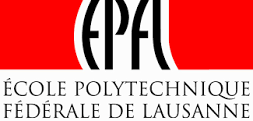 EPFL
ÉCOLE POLYTECHNIQUE
FÉDÉRALE DE LAUSANNE